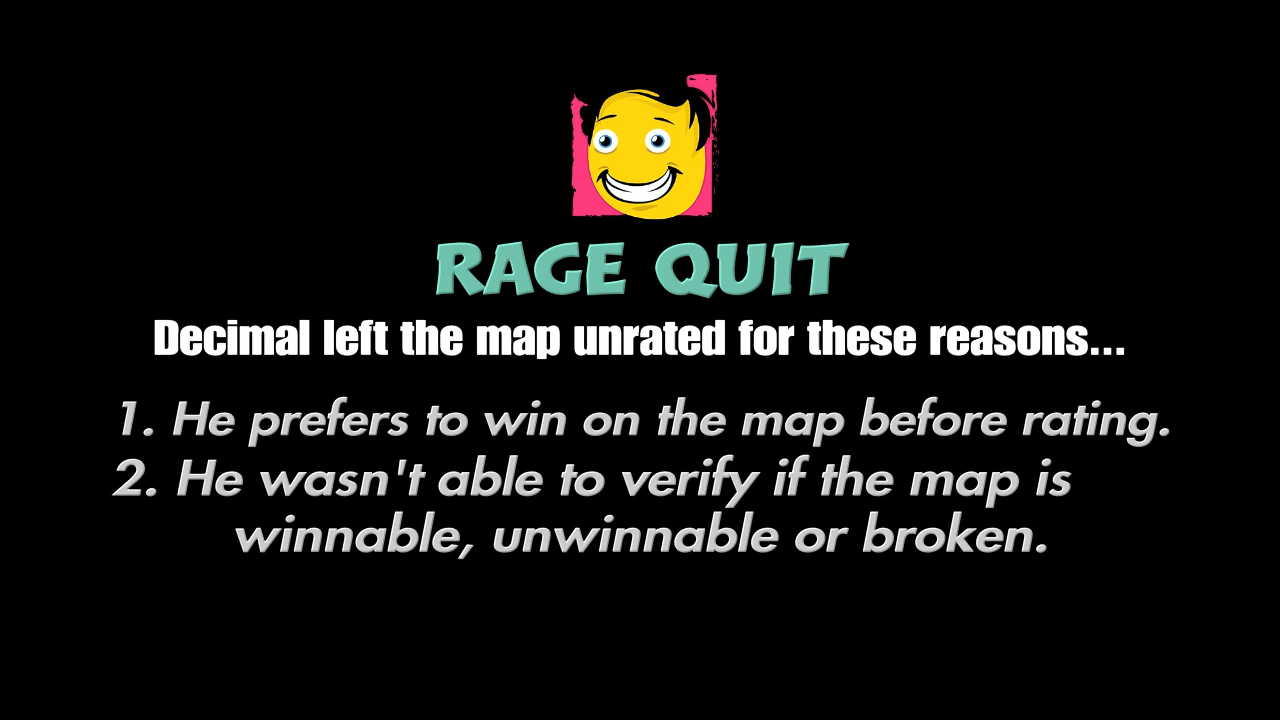 RAGE QUIT
Decimal left the map unrated for these reasons...
1. He prefers to win on the map before rating.
2. He wasn't able to verify if the map is
winnable, unwinnable or broken.